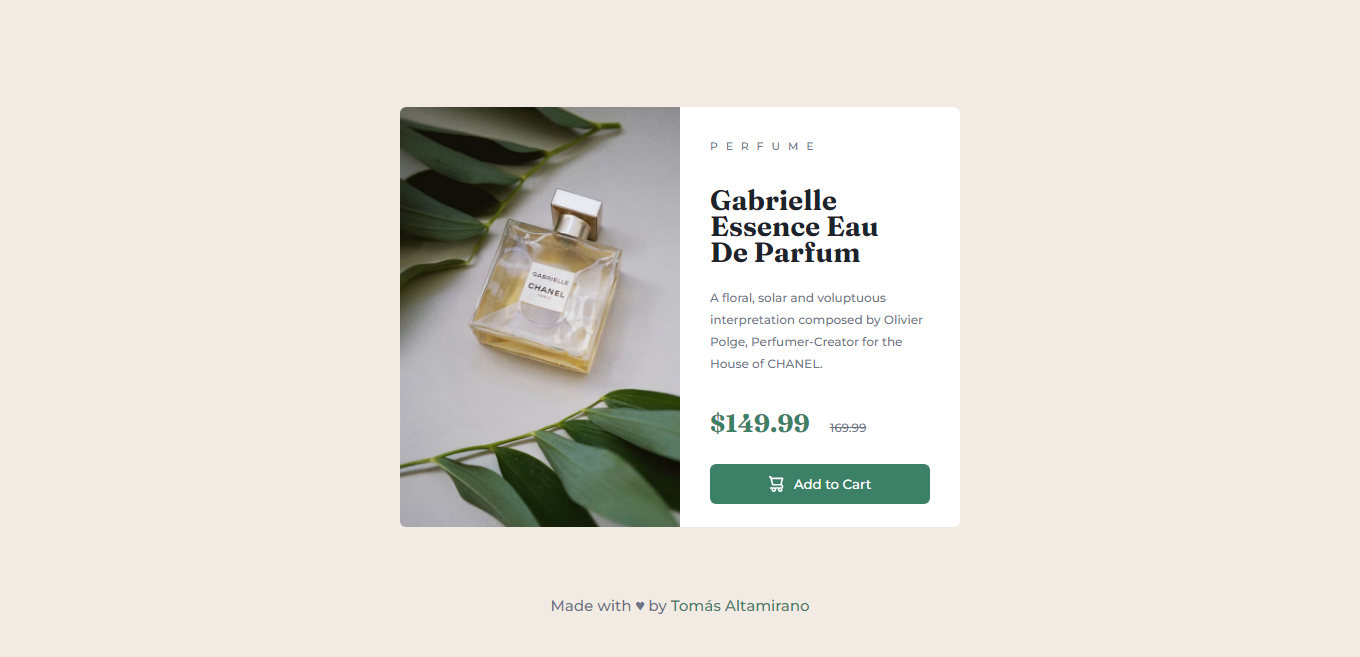 PERFUME
Gabrielle
Essence Eau
De Parfum
A floral, solar and voluptuous
interpretation composed by Olivier
Polge, Perfumer-Creator for the
House of CHANEL.
$149.99 169.99
Add to Cart
GABRIELLE
CHANEL
PARIS
Made with ♥ by Tomás Altamirano